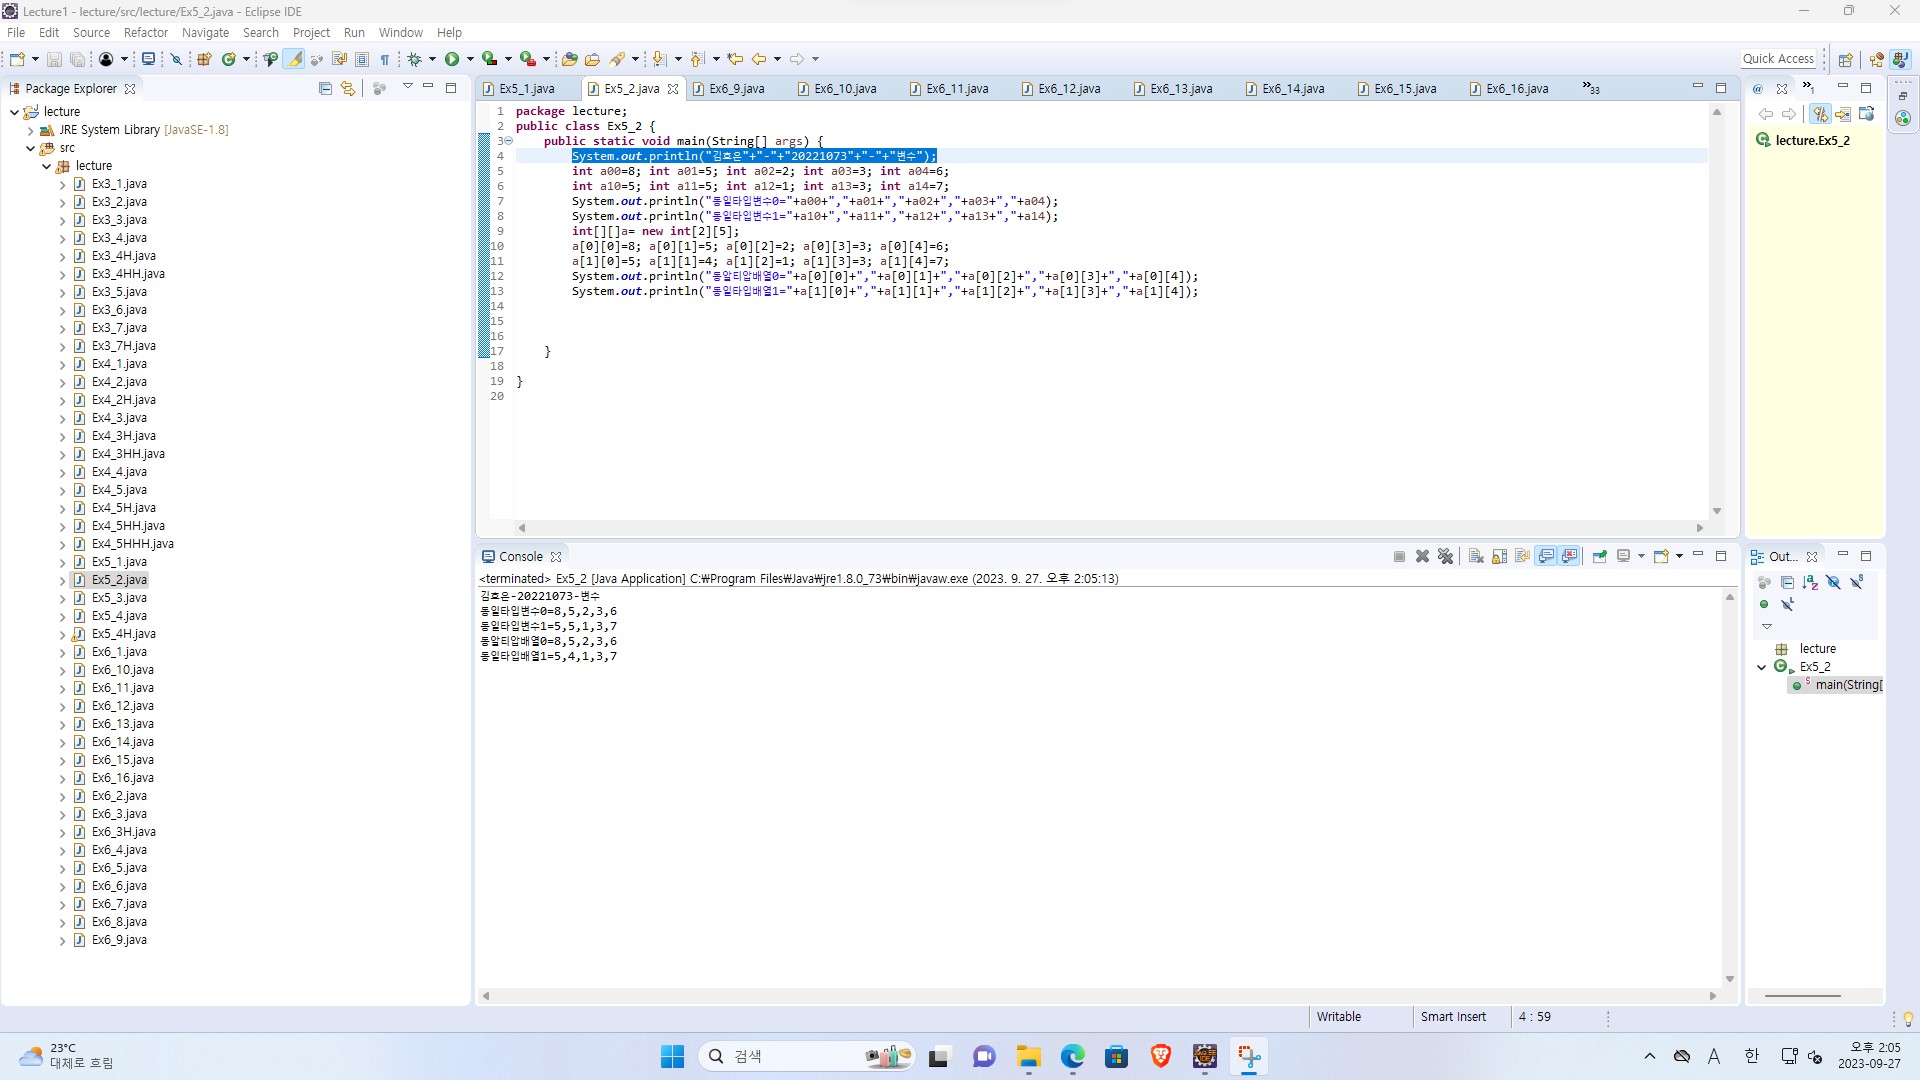 Lecture1 - lecture/src/lecture/Ex5_2.java - Eclipse IDE
File Edit Source Refactor Navigate Search Project Run Window Help
Quick Access
Package Explorer
lecture
JRE System Library [JavaSE-1.8]
src
lecture
Ex3_1.java
Ex3_2.java
Ex3_3.java
Ex3_4.java
Ex3_4H.java
Ex3_4HH.java
Ex3_5.java
Ex3_6.java
Ex3_7.java
Ex3_7H.java
Ex4_1.java
Ex4_2.java
Ex4_2H.java
Ex4_3.java
Ex4_3H.java
Ex4_3HH.java
Ex4_4.java
Ex4_5.java
Ex4_5H.java
Ex4_5HH.java
Ex4_5HHH.java
Ex5_1.java
Ex5_2.java
Ex5_3.java
Ex5_4.java
Ex5_4H.java
Ex6_1.java
Ex6_10.java
Ex6_11.java
Ex6_12.java
Ex6_13.java
Ex6_14.java
Ex6_15.java
Ex6_16.java
Ex6_2.java
Ex6_3.java
Ex6_3H.java
Ex6_4.java
Ex6_5.java
Ex6_6.java
Ex6_7.java
Ex6_8.java
Ex6_9.java
Ex5_1.java Ex5_2.java Ex6_9.java Ex6_10.java Ex6_11.java Ex6_12.java Ex6_13.java Ex6_14.java Ex6_15.java Ex6_16.java »33
1 package lecture;
2 public class Ex5_2 {
3 public static void main(String[] args) {
4 System.out.println("김효은"+"-"+"20221073"+"-"+"변수");
5 int a00=8; int a01=5; int a02=2; int a03=3; int a04=6;
6 int a10=5; int a11=5; int a12=1; int a13=3; int a14=7;
7 System.out.println("동일타입변수0="+a00+","+a01+","+a02+","+a03+","+a04);
8 System.out.println("동일타입변수1="+a10+","+a11+","+a12+","+a13+","+a14);
9 int[][]a= new int[2][5];
10 a[0][0]=8; a[0][1]=5; a[0][2]=2; a[0][3]=3; a[0][4]=6;
11 a[1][0]=5; a[1][1]=4; a[1][2]=1; a[1][3]=3; a[1][4]=7;
12 System.out.println("동알티압배열0="+a[0][0]+","+a[0][1]+","+a[0][2]+","+a[0][3]+","+a[0][4]);
13 System.out.println("동일타입배열1="+a[1][0]+","+a[1][1]+","+a[1][2]+","+a[1][3]+","+a[1][4]);
14
15
16
17 }
18
19 }
20
@ »1
lecture.Ex5_2
Console
<terminated> Ex5_2 [Java Application] C:₩Program Files₩Java₩jre1.8.0_73₩bin₩javaw.exe (2023. 9. 27. 오후 2:05:13)
김효은-20221073-변수
동일타입변수0=8,5,2,3,6
동일타입변수1=5,5,1,3,7
동알티압배열0=8,5,2,3,6
동일타입배열1=5,4,1,3,7
Out...
lecture
Ex5_2
main(String[
Writable Smart Insert 4 : 59
23°C
대체로 흐림
검색
A 한
오후 2:05
2023-09-27